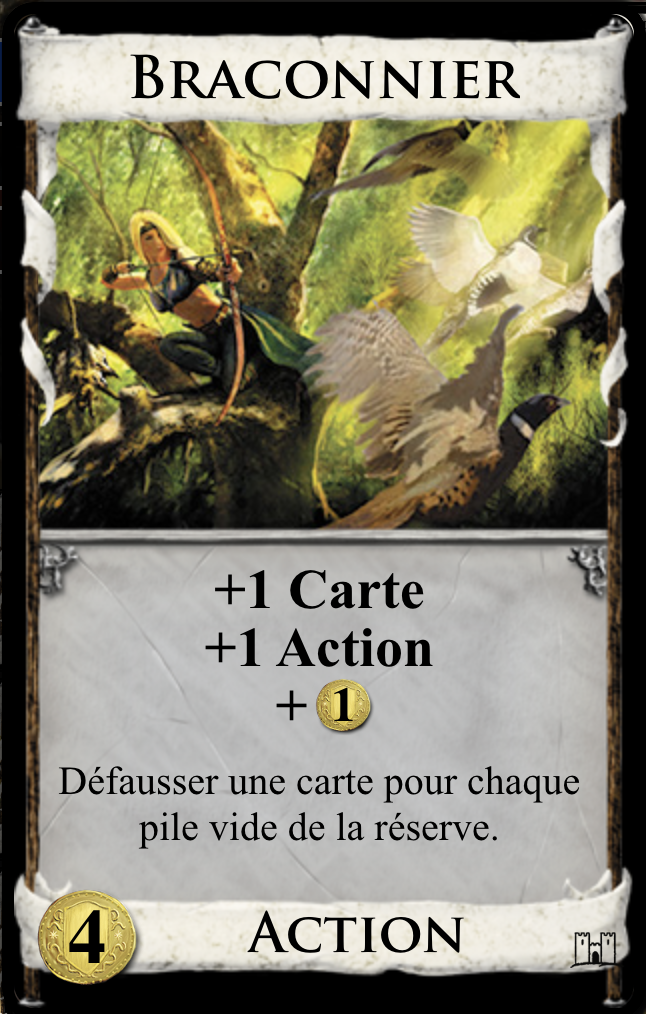 Braconnier
+1 Carte
+1 Action
+ 1
Défausser une carte pour chaque
pile vide de la réserve.
4 Action